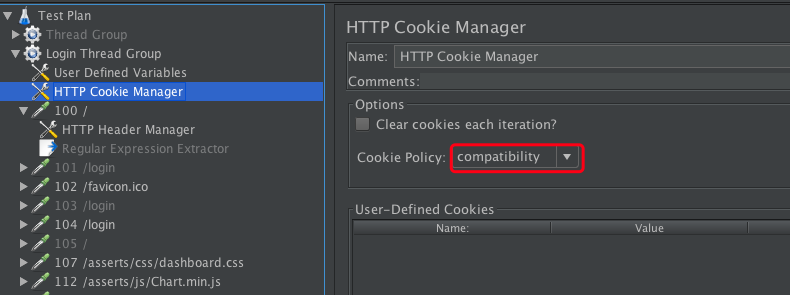 Test Plan
Thread Group
Login Thread Group
User Defined Variables
HTTP Cookie Manager
100 /
HTTP Header Manager
Regular Expression Extractor
101 /login
102 /favicon.ico
103 /login
104 /login
105 /
107 /asserts/css/dashboard.css
112 /asserts/js/Chart.min.js
HTTP Cookie Manager
Name: HTTP Cookie Manager
Comments:
Options
Clear cookies each iteration?
Cookie Policy: compatibility
User-Defined Cookies
Name: Value